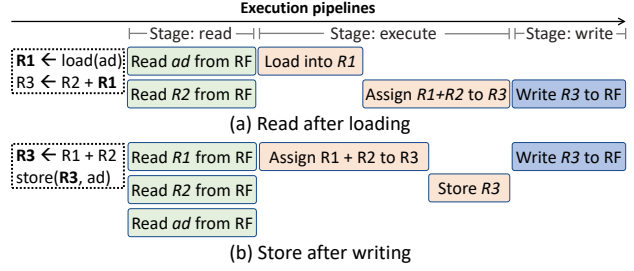 Execution pipelines
Stage: read
Stage: execute
Stage: write
R1 ← load(ad)
R3 ← R2 + R1
Read ad from RF
Load into R1
Read R2 from RF
Assign R1+R2 to R3
Write R3 to RF
(a) Read after loading
R3 ← R1 + R2
store(R3, ad)
Read R1 from RF
Assign R1 + R2 to R3
Write R3 to RF
Read R2 from RF
Store R3
Read ad from RF
(b) Store after writing